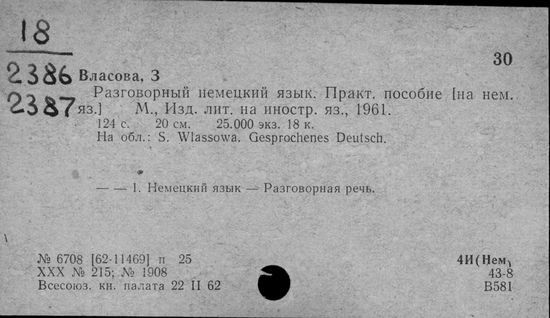 18
30
2386 Власова, З
Разговорный немецкий язык. Практ. пособие [на нем.
2387 яз.] М., Изд. лит. на иностр. яз., 1961.
124 с. 20 см. 25.000 экз. 18 к.
На обл.: S. Wlassowa. Gesprochenes Deutsch.
— — 1. Немецкий язык — Разговорная речь.
№ 6708 [62-11469] п 25
4И(Нем)
XXX № 215; № 1908
43-8
Всесоюз. кн. палата 22 II 62
В581